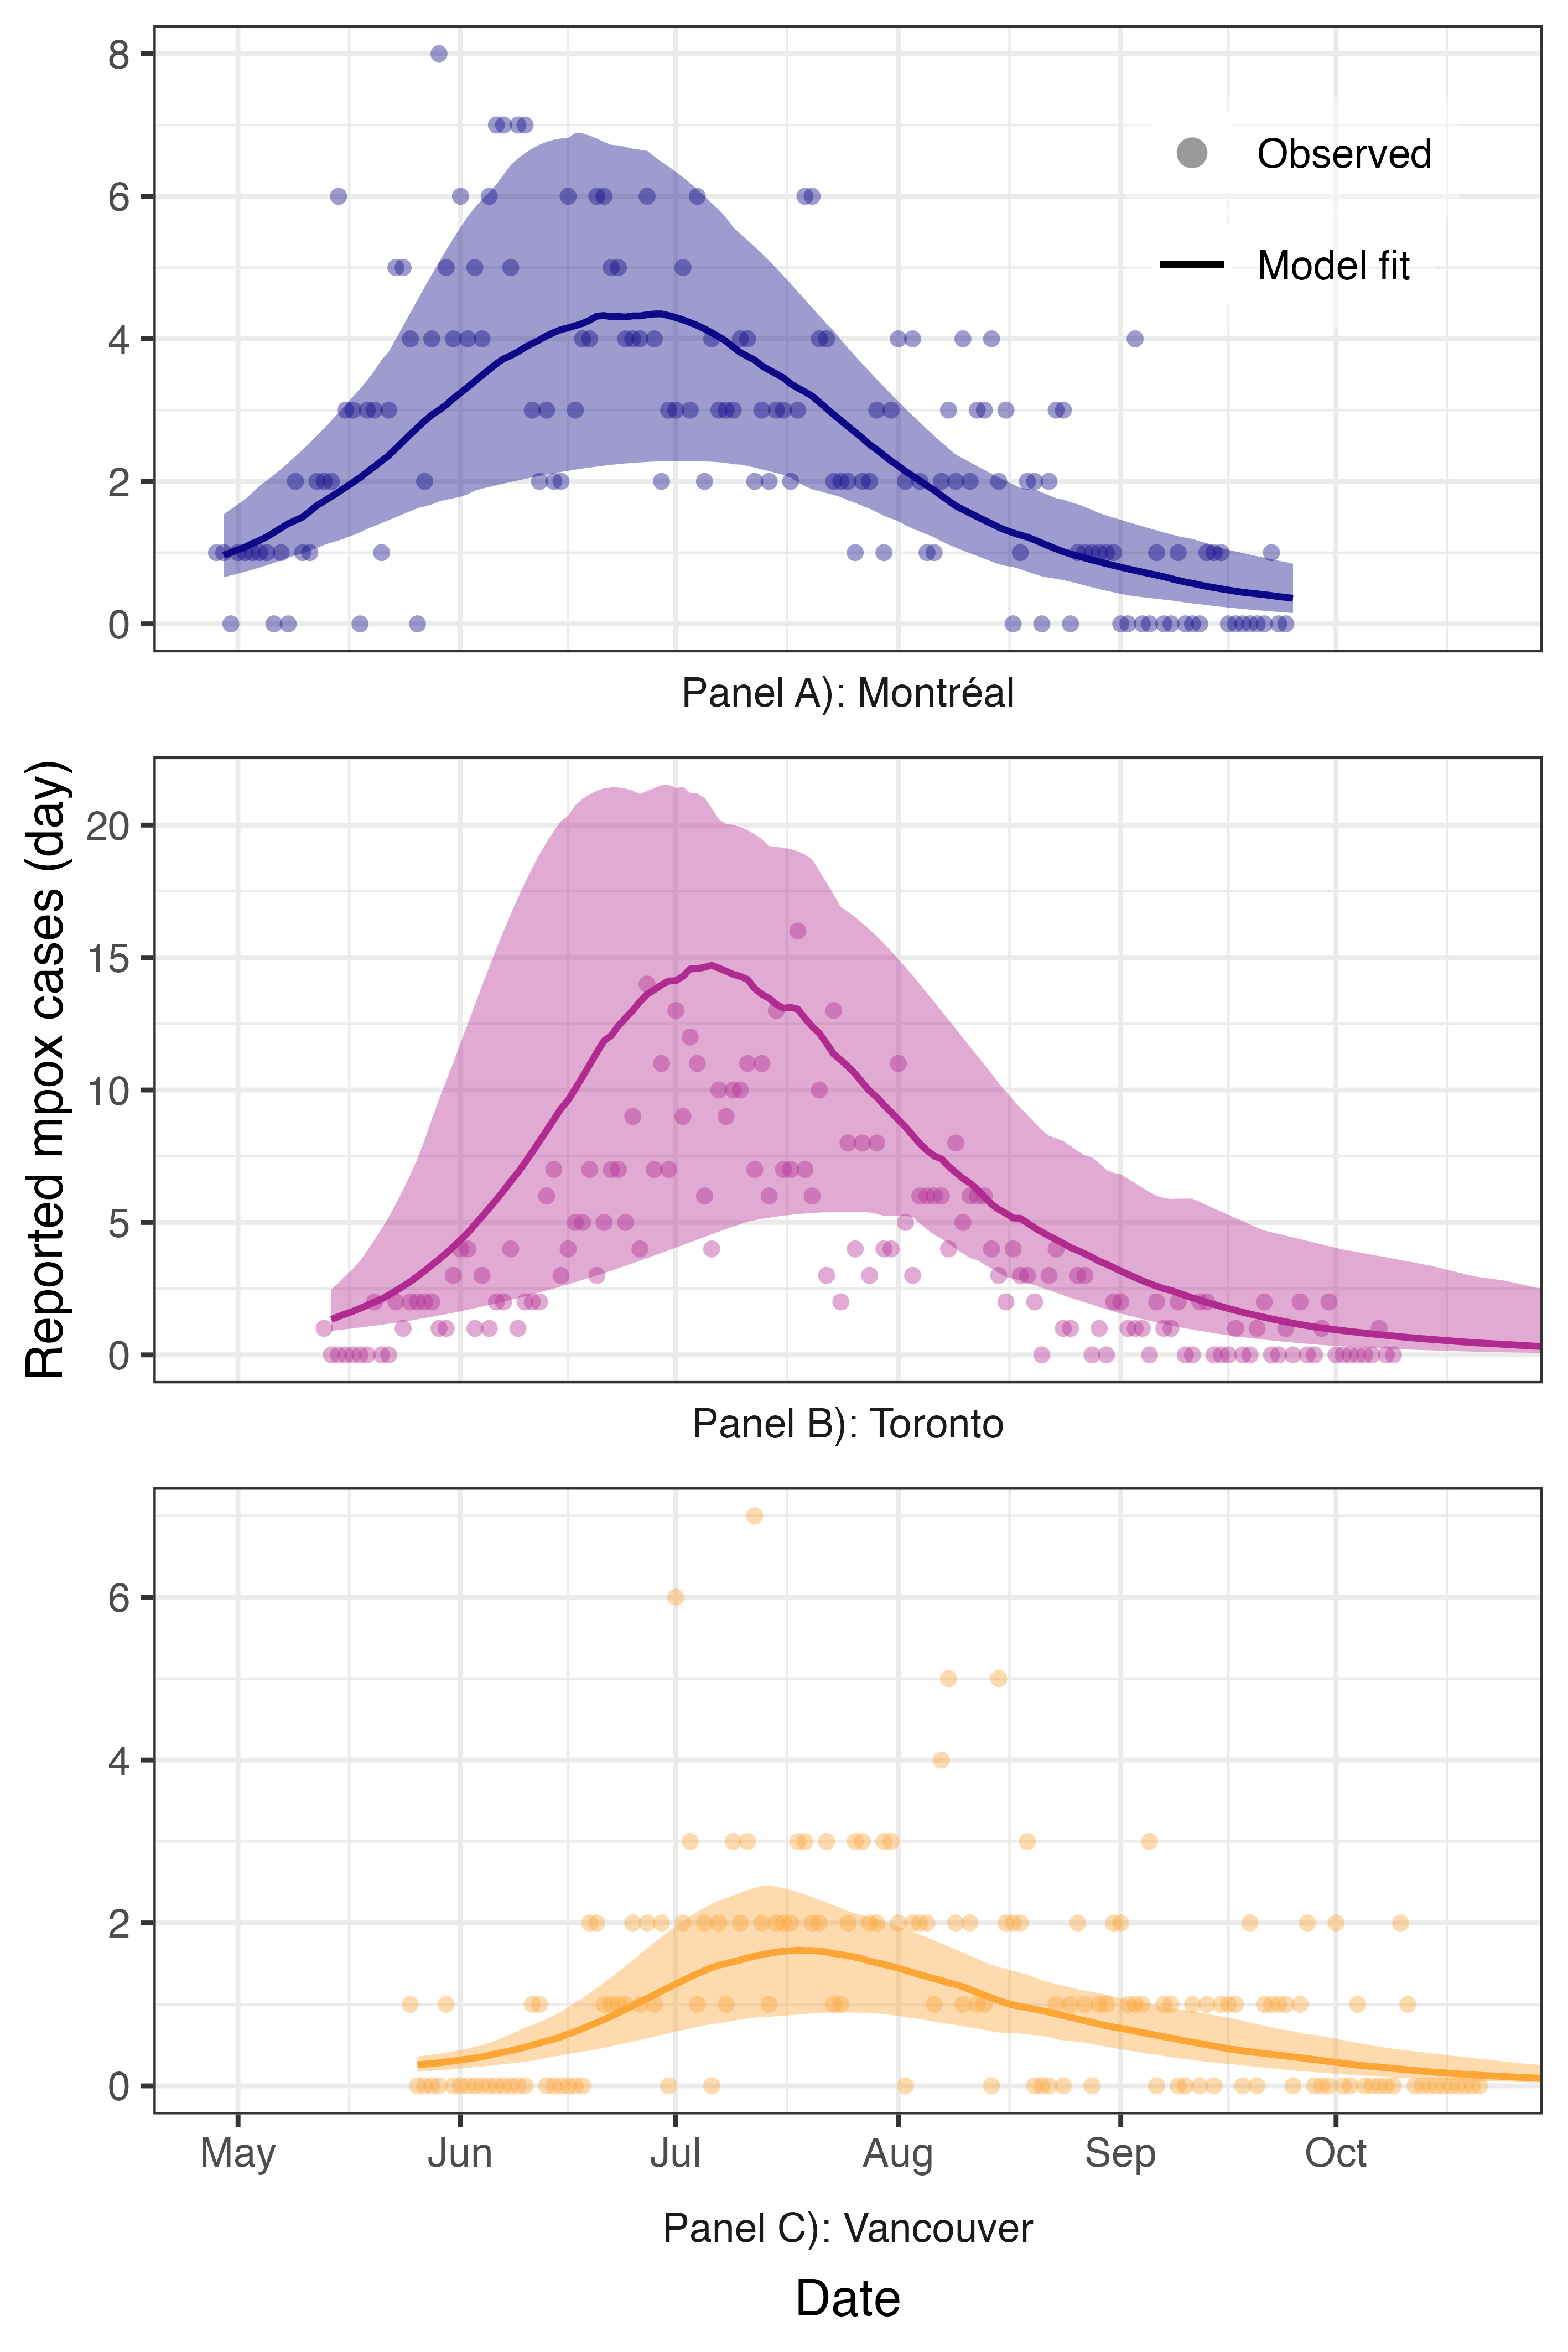 8
6
4
2
0
Observed
Model fit
Panel A): Montréal
Reported mpox cases (day)
20
15
10
5
0
Panel B): Toronto
6
4
2
0
May Jun Jul Aug Sep Oct
Panel C): Vancouver
Date